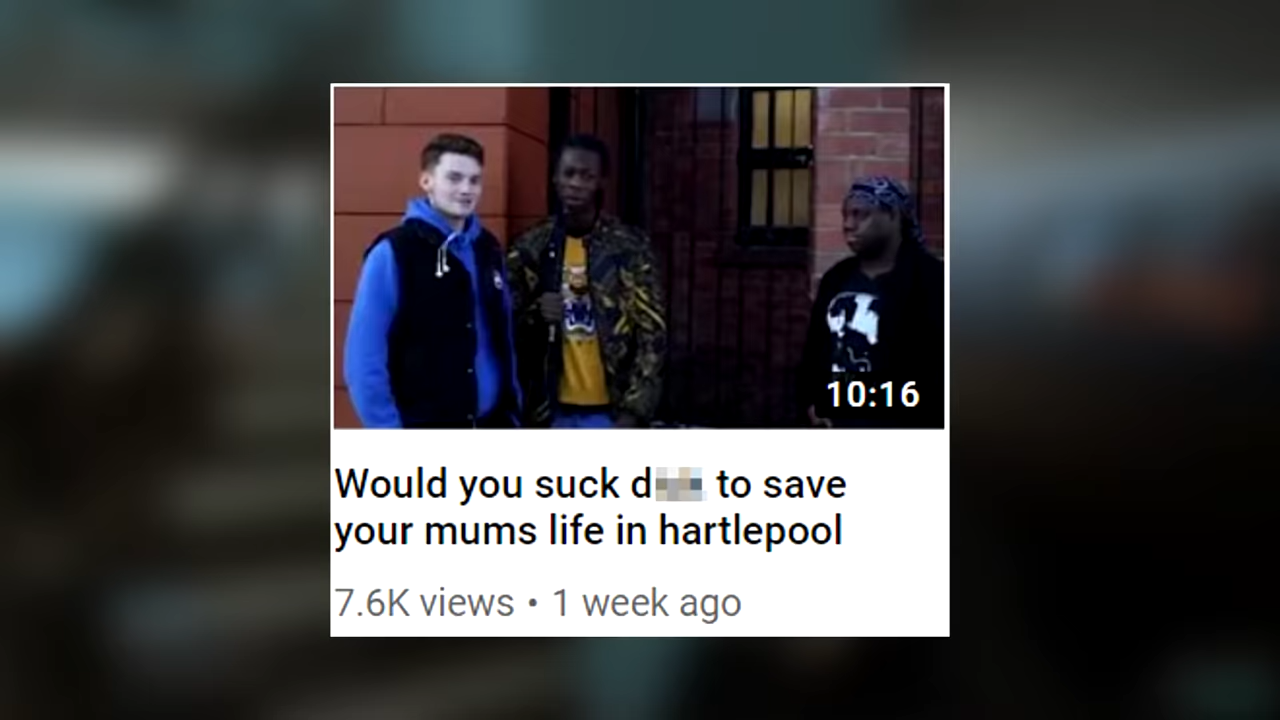 10:16
Would you suck d to save
your mums life in hartlepool
7.6K views • 1 week ago